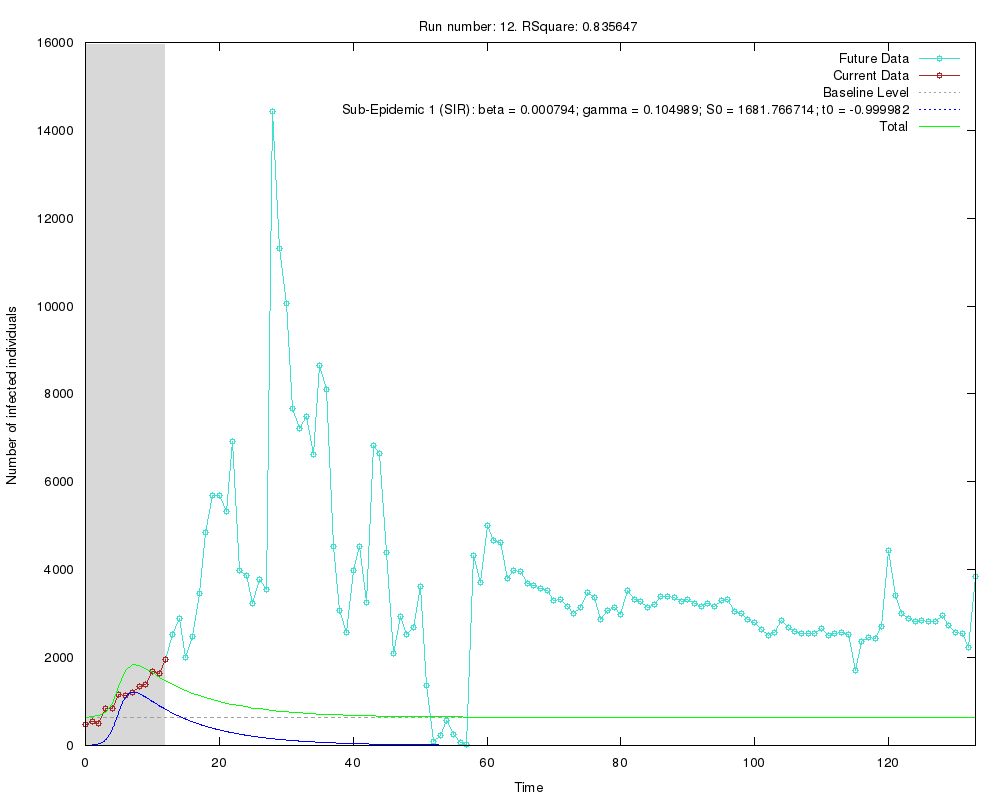 Run number: 12. RSquare: 0.835647
Future Data
Current Data
Baseline Level
Sub-Epidemic 1 (SIR): beta = 0.000794; gamma = 0.104989; S0 = 1681.766714; t0 = -0.999982
Total
16000
14000
12000
10000
8000
6000
4000
2000
0
Number of infected individuals
0 20 40 60 80 100 120
Time